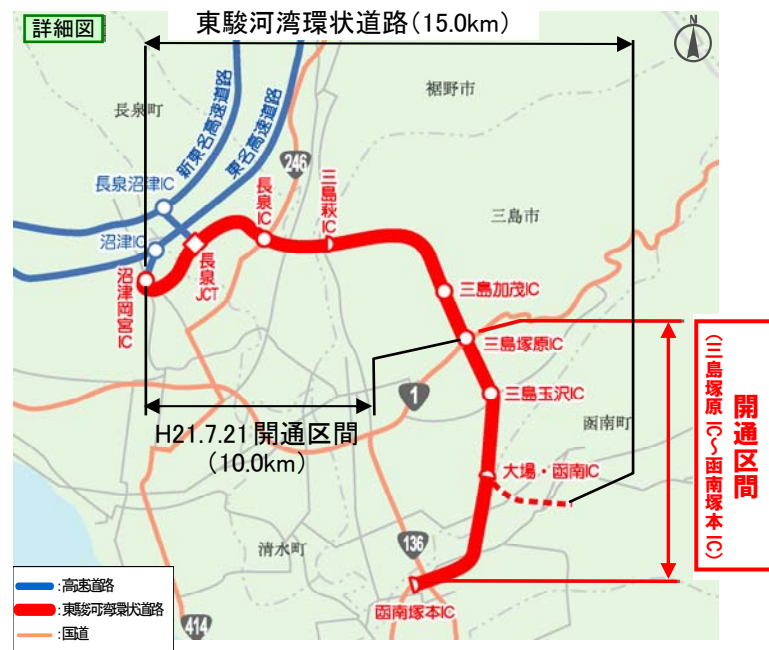 詳細図
東駿河湾環状道路（15.0km）
N
裾野市
長泉町
新東名高速道路
東名高速道路
246
長泉沼津IC
長泉IC
三島萩IC
三島市
沼津IC
長泉JCT
沼津岡宮IC
三島加茂IC
三島塚原IC
1
三島玉沢IC
H21.7.21 開通区間
（10.0km）
函南町
大場・函南IC
開通区間
（三島塚原IC～函南塚本IC）
清水町
136
函南塚本IC
414
：高速道路
：東駿河湾環状道路
：国道